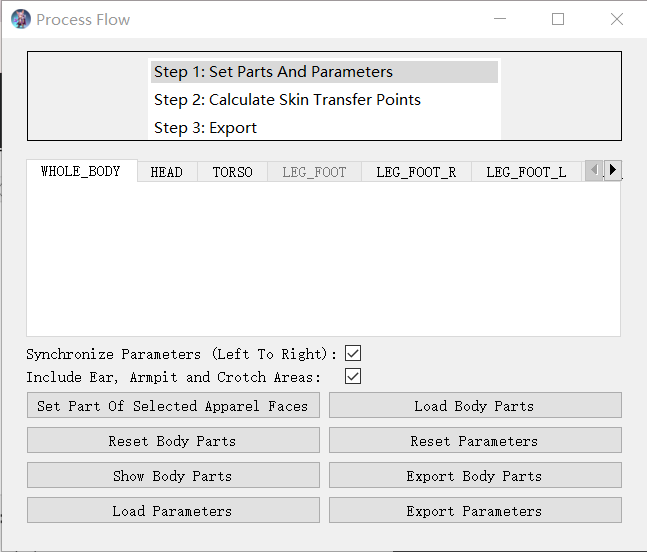 Process Flow
Step 1: Set Parts And Parameters
Step 2: Calculate Skin Transfer Points
Step 3: Export
WHOLE_BODY HEAD TORSO LEG_FOOT LEG_FOOT_R LEG_FOOT_L
Synchronize Parameters (Left To Right):
Include Ear, Armpit and Crotch Areas:
Set Part Of Selected Apparel Faces Load Body Parts
Reset Body Parts Reset Parameters
Show Body Parts Export Body Parts
Load Parameters Export Parameters